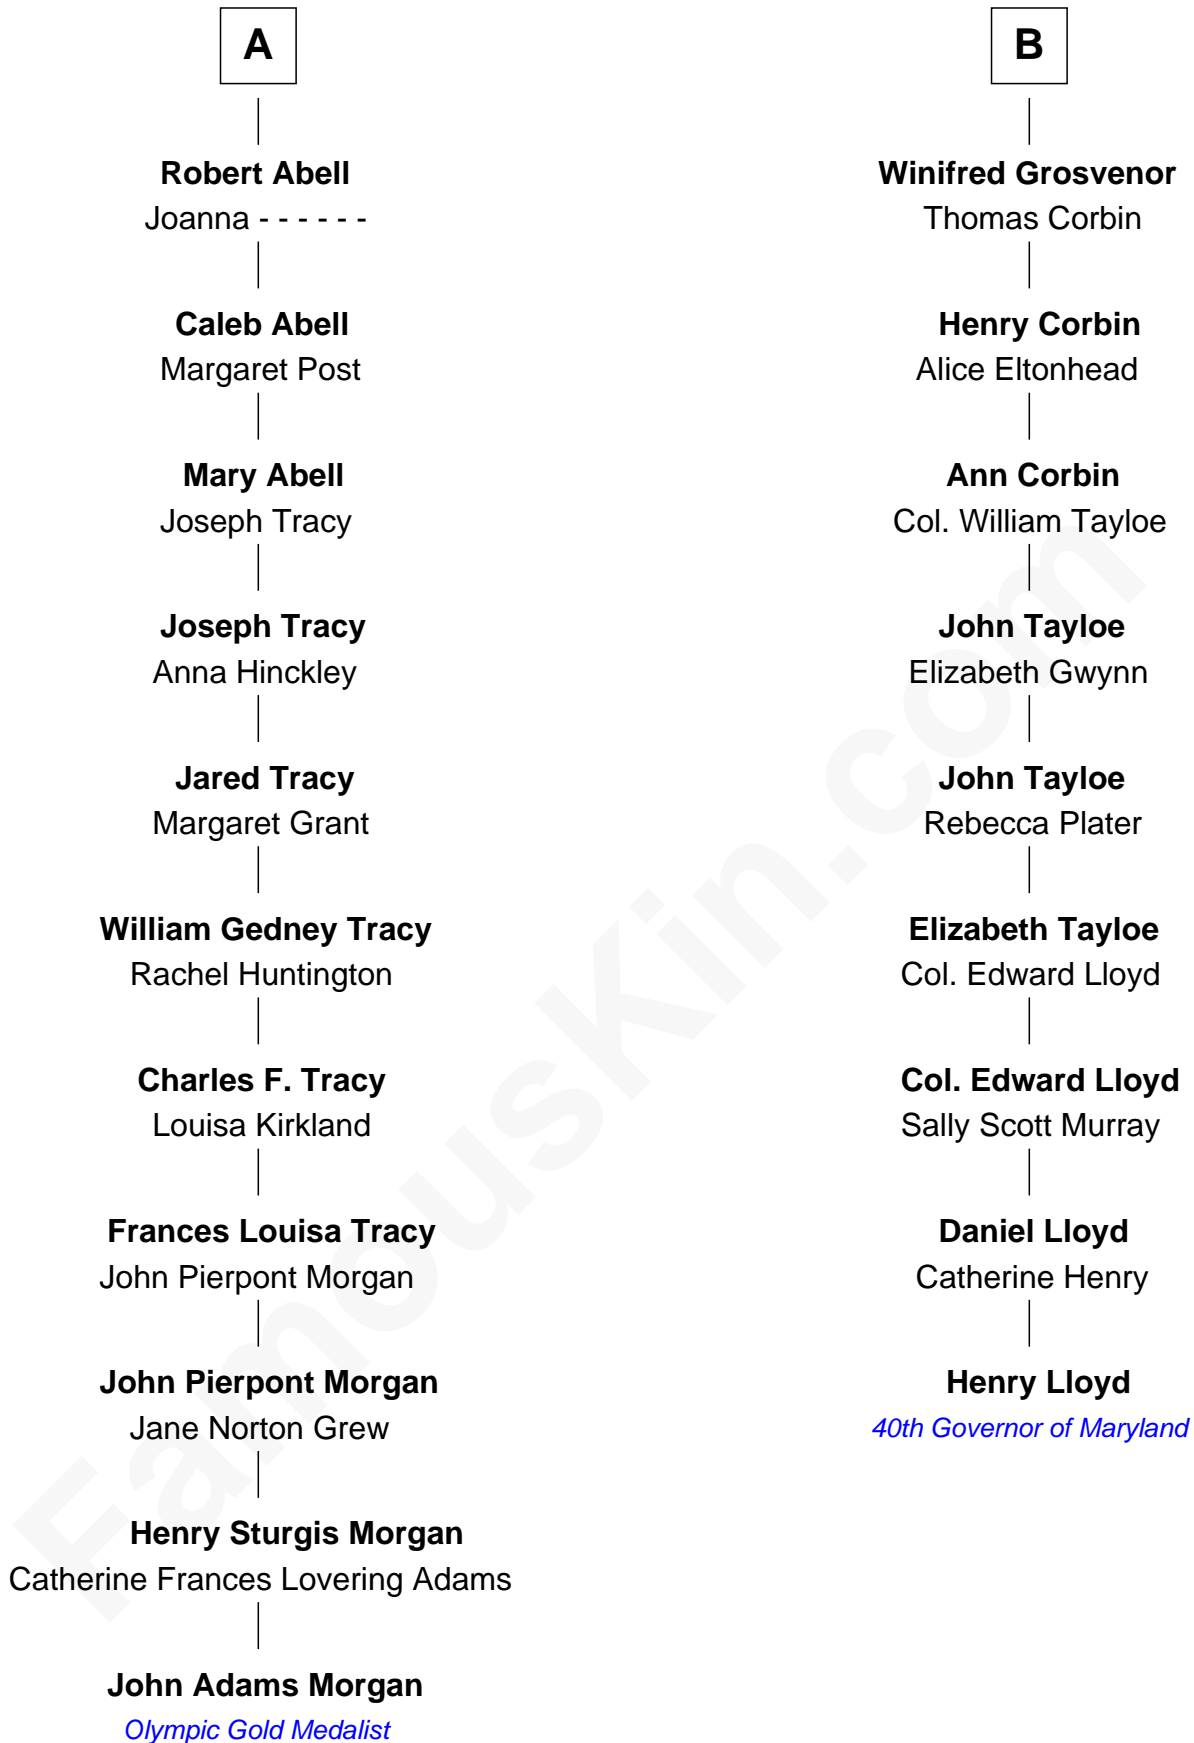 A
Robert Abell
Joanna - - - - - -
Caleb Abell
Margaret Post
Mary Abell
Joseph Tracy
Joseph Tracy
Anna Hinckley
Jared Tracy
Margaret Grant
William Gedney Tracy
Rachel Huntington
Charles F. Tracy
Louisa Kirkland
Frances Louisa Tracy
John Pierpont Morgan
John Pierpont Morgan
Jane Norton Grew
Henry Sturgis Morgan
Catherine Frances Lovering Adams
John Adams Morgan
Olympic Gold Medalist
B
Winifred Grosvenor
Thomas Corbin
Henry Corbin
Alice Eltonhead
Ann Corbin
Col. William Tayloe
John Tayloe
Elizabeth Gwynn
John Tayloe
Rebecca Plater
Elizabeth Tayloe
Col. Edward Lloyd
Col. Edward Lloyd
Sally Scott Murray
Daniel Lloyd
Catherine Henry
Henry Lloyd
40th Governor of Maryland
FamousKin.com